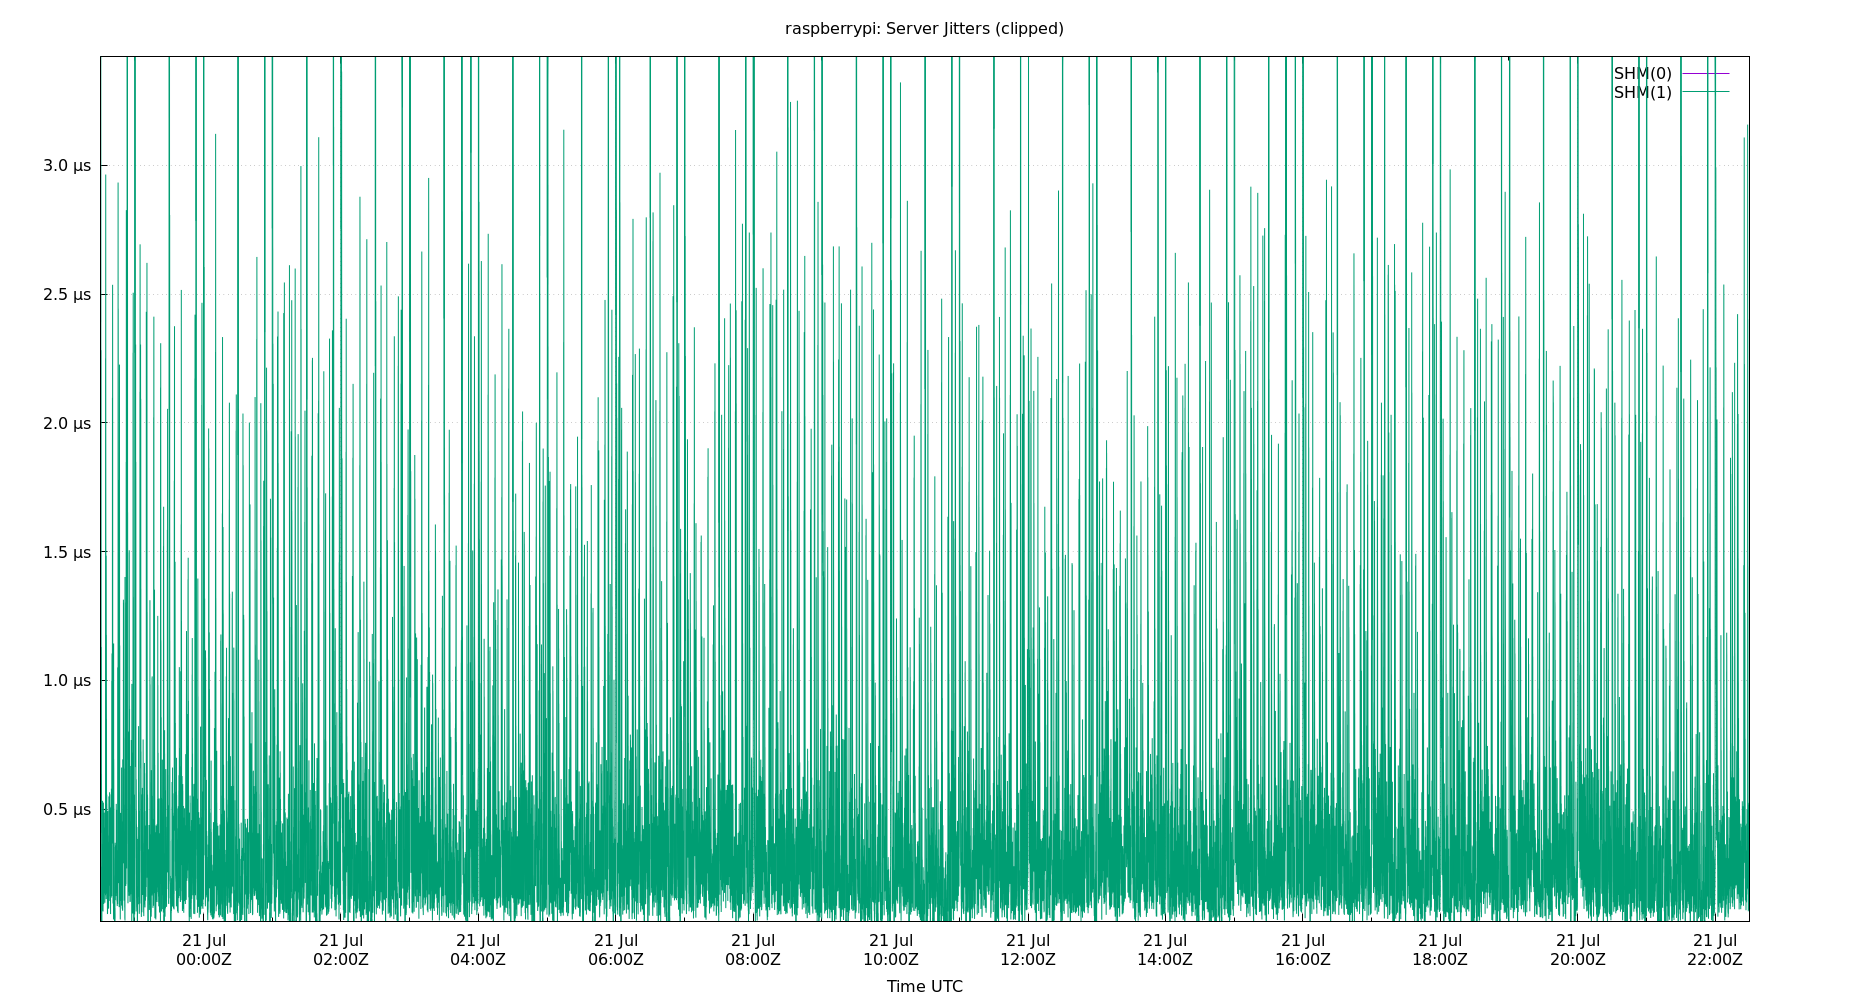 raspberrypi: Server Jitters (clipped)
SHM(0)
SHM(1)
3.0 μs
2.5 μs
2.0 μs
1.5 μs
1.0 μs
0.5 μs
21 Jul 21 Jul 21 Jul 21 Jul 21 Jul 21 Jul 21 Jul 21 Jul 21 Jul 21 Jul 21 Jul 21 Jul
00:00Z 02:00Z 04:00Z 06:00Z 08:00Z 10:00Z 12:00Z 14:00Z 16:00Z 18:00Z 20:00Z 22:00Z
Time UTC